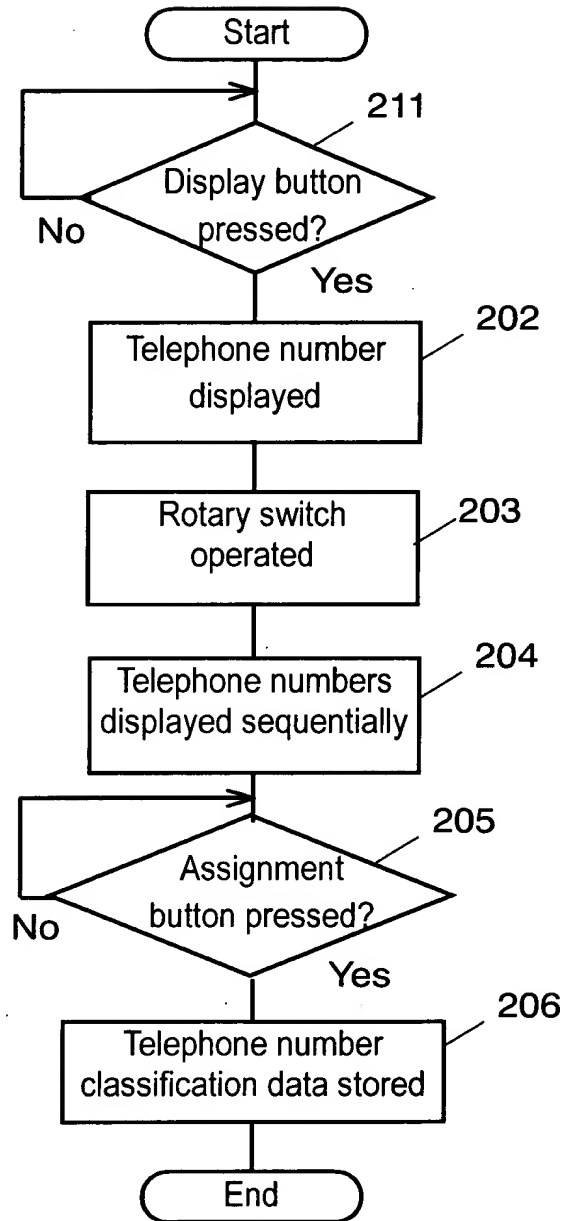 Start
211
Display button
pressed?
No
Yes
202
Telephone number
displayed
203
Rotary switch
operated
204
Telephone numbers
displayed sequentially
205
Assignment
button pressed?
No
Yes
206
Telephone number
classification data stored
End